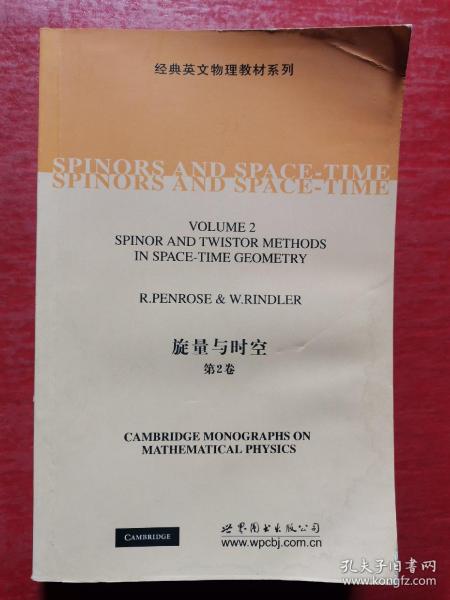 经典英文物理教材系列
SPINORS AND SPACE-TIME
SPINORS AND SPACE-TIME
VOLUME 2
SPINOR AND TWISTOR METHODS
IN SPACE-TIME GEOMETRY
R.PENROSE & W.RINDLER
旋量与时空
第2卷
CAMBRIDGE MONOGRAPHS ON
MATHEMATICAL PHYSICS
CAMBRIDGE
世界图书出版公司
www.wpcbj.com.cn
孔夫子旧书网
www.kongfz.com